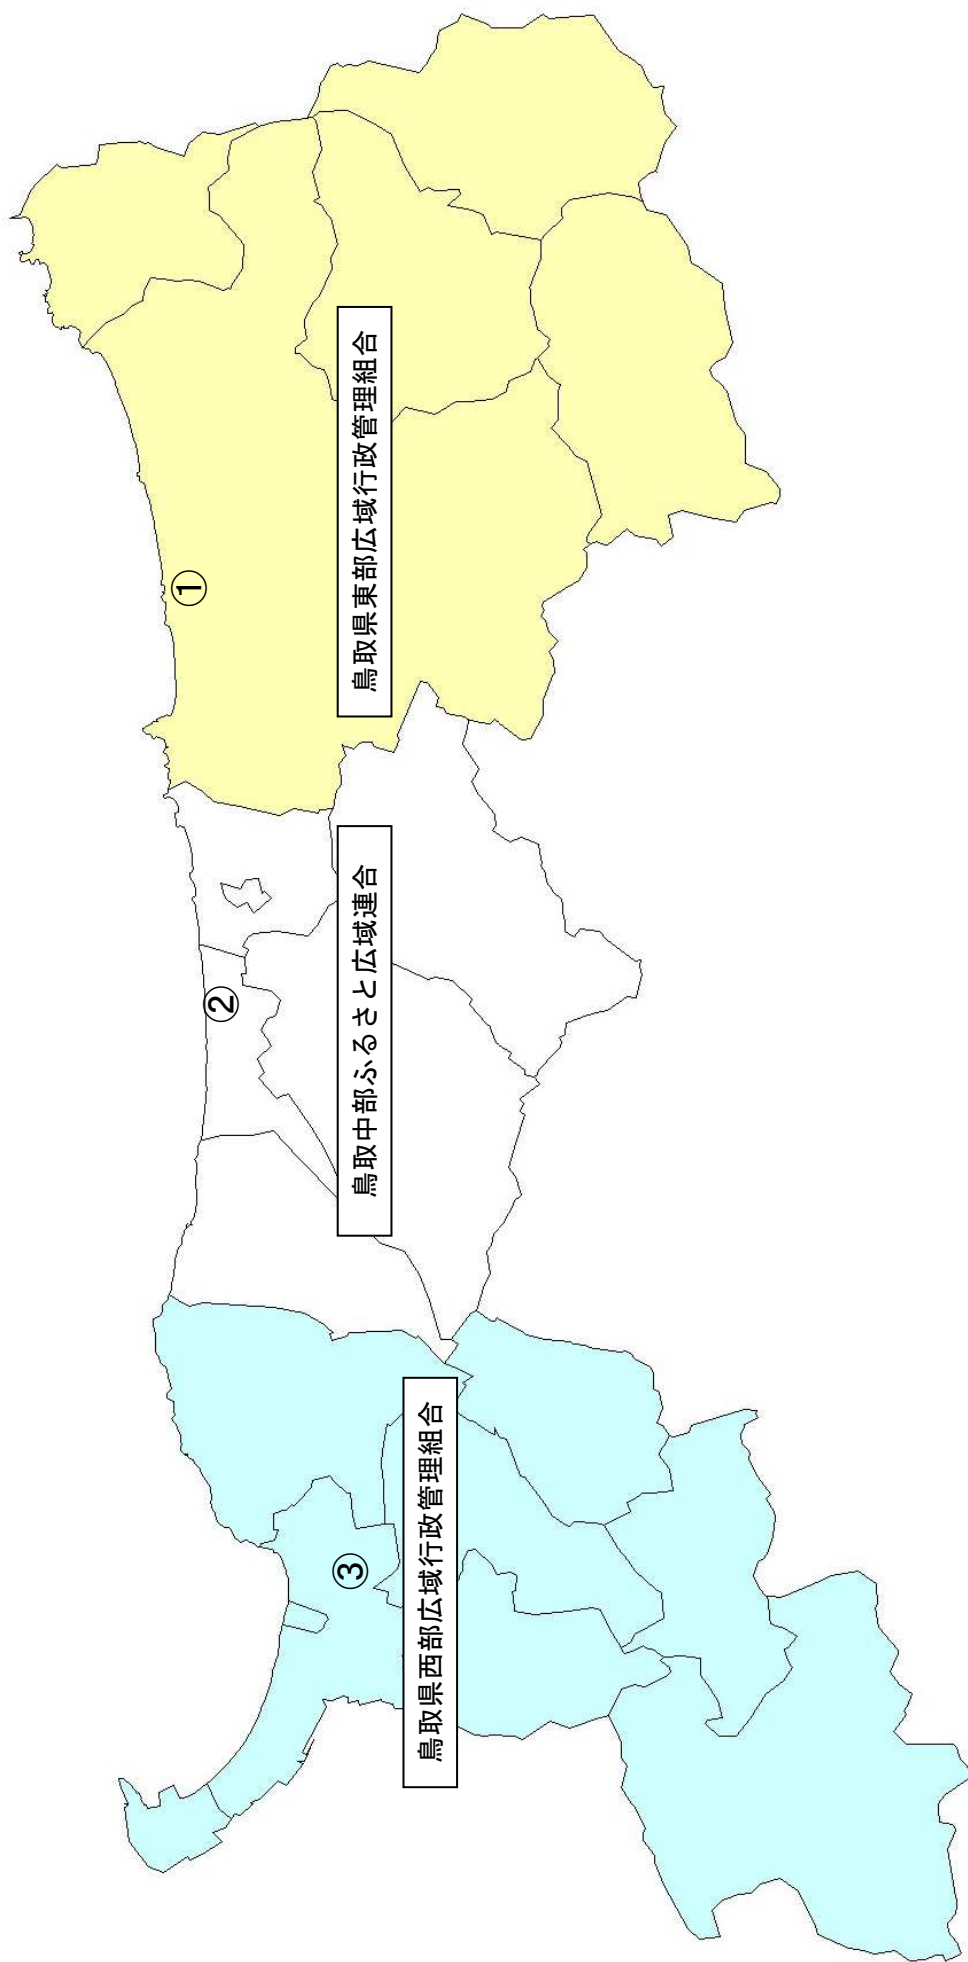 ①
鳥取県東部広域行政管理組合
②
鳥取中部ふるさと広域連合
③
鳥取県西部広域行政管理組合